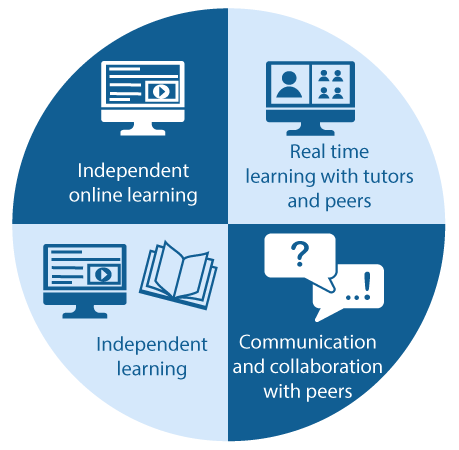 Independent
online learning
Real time
learning with tutors
and peers
Independent
learning
?
...!
Communication
and collaboration
with peers